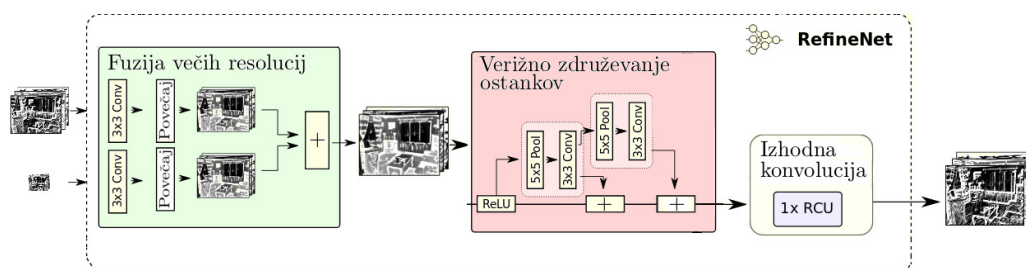 RefineNet
Fuzija večih resolucij
3x3 Conv
Povečaj
3x3 Conv
Povečaj
+
Verižno združevanje
ostankov
5x5 Pool
3x3 Conv
5x5 Pool
3x3 Conv
ReLU
+
+
Izhodna
konvolucija
1x RCU